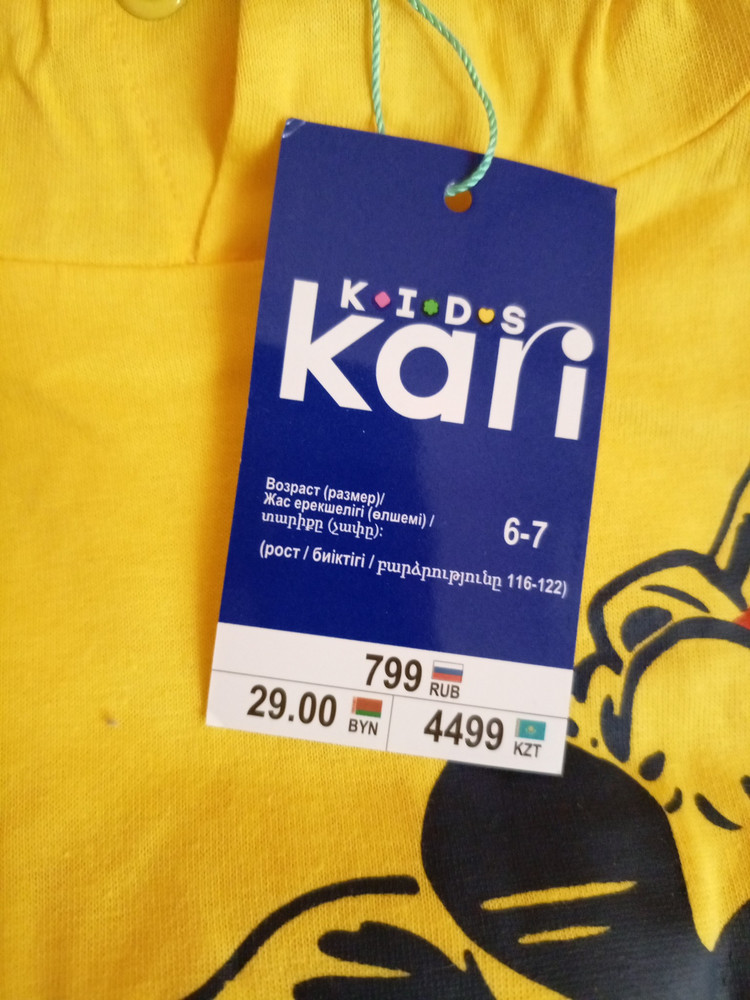 KIDS
kari
Возраст (размер)/
Жас ерекшелігі (өлшемі) /
տարիքը (չափը):
6-7
(рост / биіктігі / բարձրությունը 116-122)
799 RUB
29.00 BYN
4499 KZT